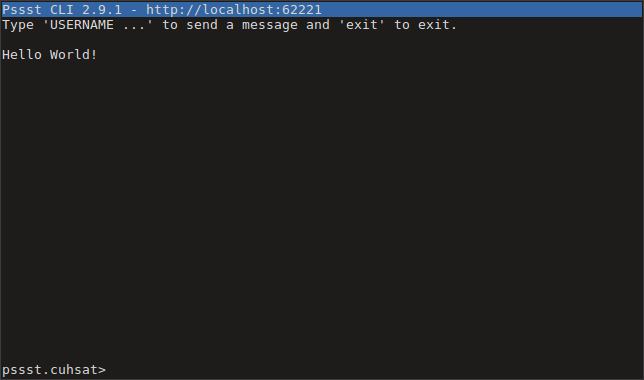 Pssst CLI 2.9.1 - http://localhost:62221
Type 'USERNAME ...' to send a message and 'exit' to exit.
Hello World!
pssst.cuhsat>